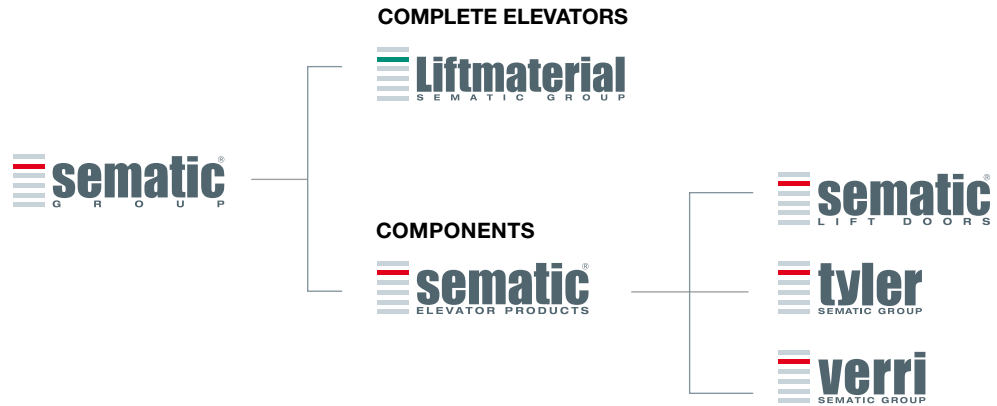 COMPLETE ELEVATORS
Liftmaterial
SEMATIC GROUP
sematic®
GROUP
COMPONENTS
sematic®
ELEVATOR PRODUCTS
sematic®
LIFT DOORS
tyler
SEMATIC GROUP
verri
SEMATIC GROUP